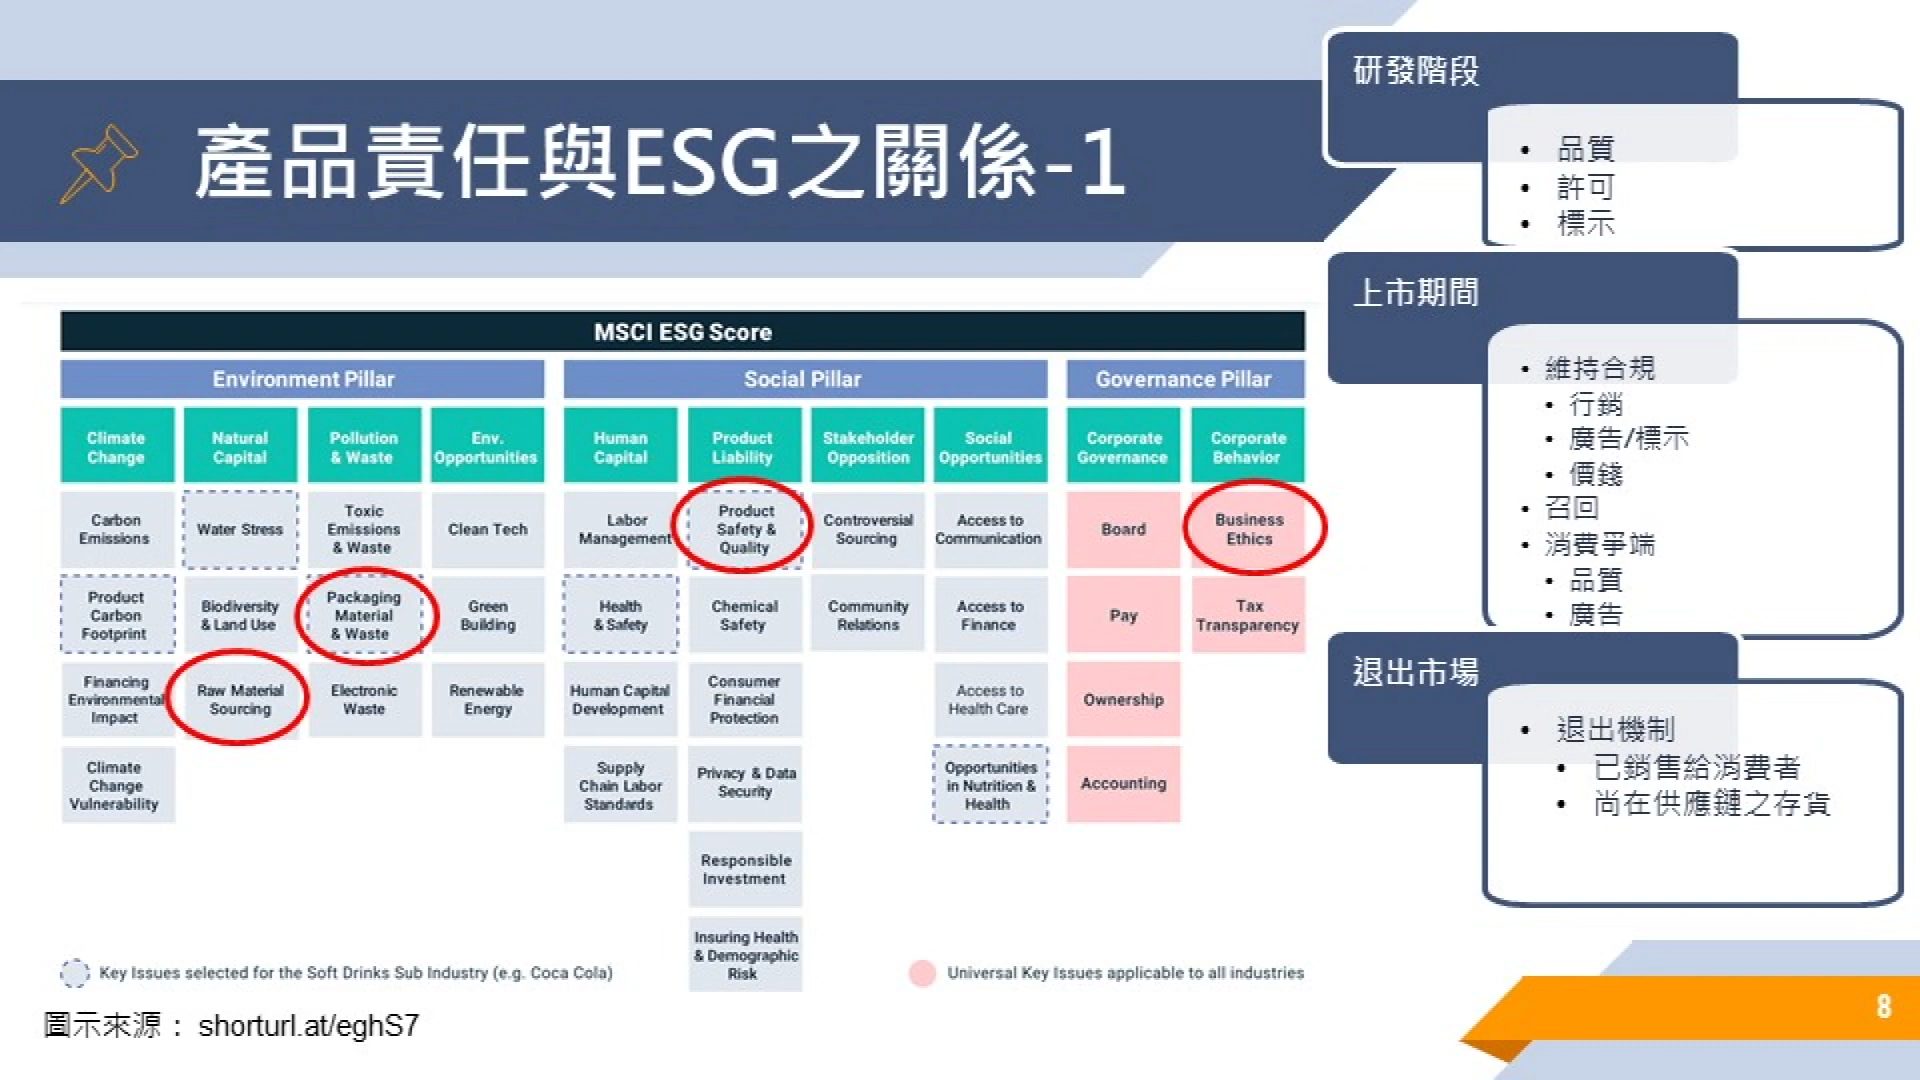 產品責任與ESG之關係-1
MSCI ESG Score
Environment Pillar
Social Pillar
Governance Pillar
Climate
Change
Natural
Capital
Pollution
& Waste
Env.
Opportunities
Human
Capital
Product
Liability
Stakeholder
Opposition
Social
Opportunities
Corporate
Governance
Corporate
Behavior
Carbon
Emissions
Water Stress
Toxic
Emissions
& Waste
Clean Tech
Labor
Management
Product
Safety &
Quality
Controversial
Sourcing
Access to
Communication
Board
Business
Ethics
Product
Carbon
Footprint
Biodiversity
& Land Use
Packaging
Material
& Waste
Green
Building
Health
& Safety
Chemical
Safety
Community
Relations
Access to
Finance
Pay
Tax
Transparency
Financing
Environmental
Impact
Raw Material
Sourcing
Electronic
Waste
Renewable
Energy
Human Capital
Development
Consumer
Financial
Protection
Access to
Health Care
Ownership
Climate
Change
Vulnerability
Supply
Chain Labor
Standards
Privacy & Data
Security
Opportunities
in Nutrition &
Health
Accounting
Responsible
Investment
Insuring Health
& Demographic
Risk
Key Issues selected for the Soft Drinks Sub Industry (e.g. Coca Cola)
Universal Key Issues applicable to all industries
圖示來源： shorturl.at/eghS7
研發階段
• 品質
• 許可
• 標示
上市期間
• 維持合規
• 行銷
• 廣告/標示
• 價錢
• 召回
• 消費爭端
• 品質
• 廣告
退出市場
• 退出機制
• 已銷售給消費者
• 尚在供應鏈之存貨
8